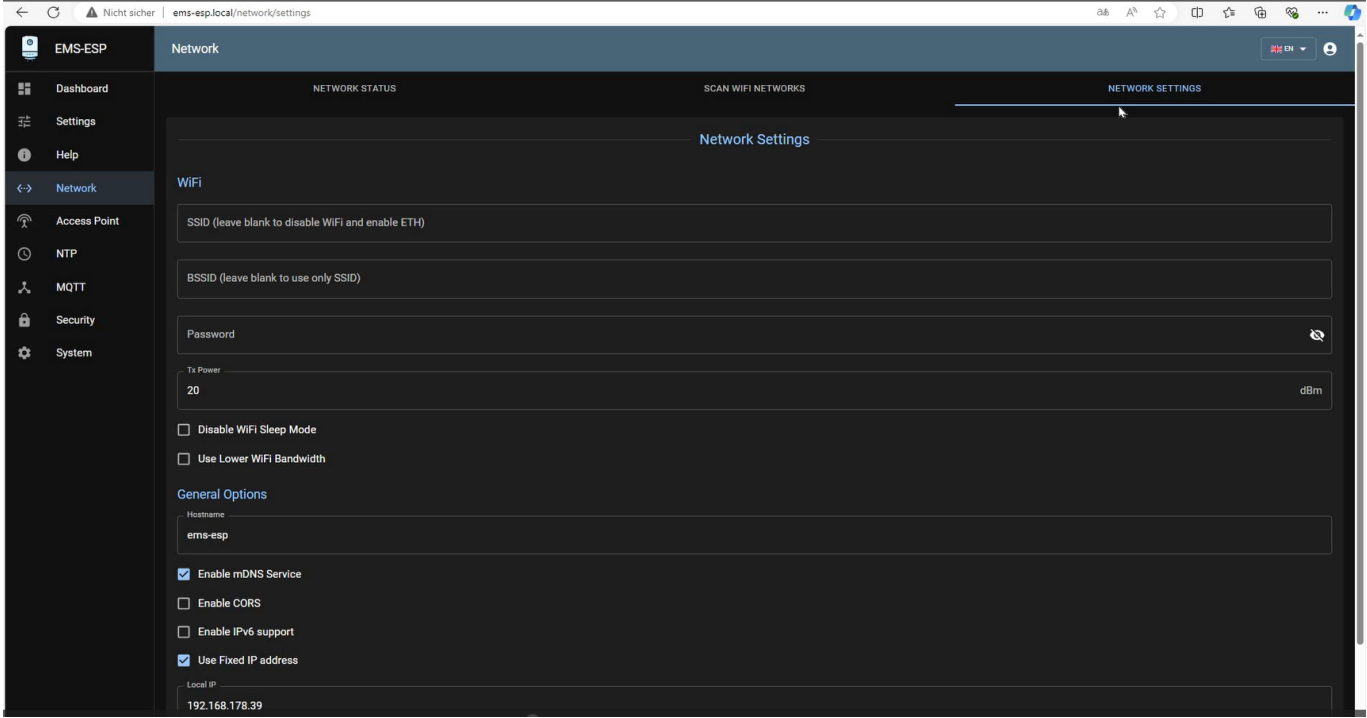 Nicht sicher | ems-esp.local/network/settings
EMS-ESP
Network
EN
Dashboard
Settings
Help
Network
Access Point
NTP
MQTT
Security
System
NETWORK STATUS
SCAN WIFI NETWORKS
NETWORK SETTINGS
Network Settings
WiFi
SSID (leave blank to disable WiFi and enable ETH)
BSSID (leave blank to use only SSID)
Password
Tx Power
20 dBm
Disable WiFi Sleep Mode
Use Lower WiFi Bandwidth
General Options
Hostname
ems-esp
Enable mDNS Service
Enable CORS
Enable IPv6 support
Use Fixed IP address
Local IP
192.168.178.39